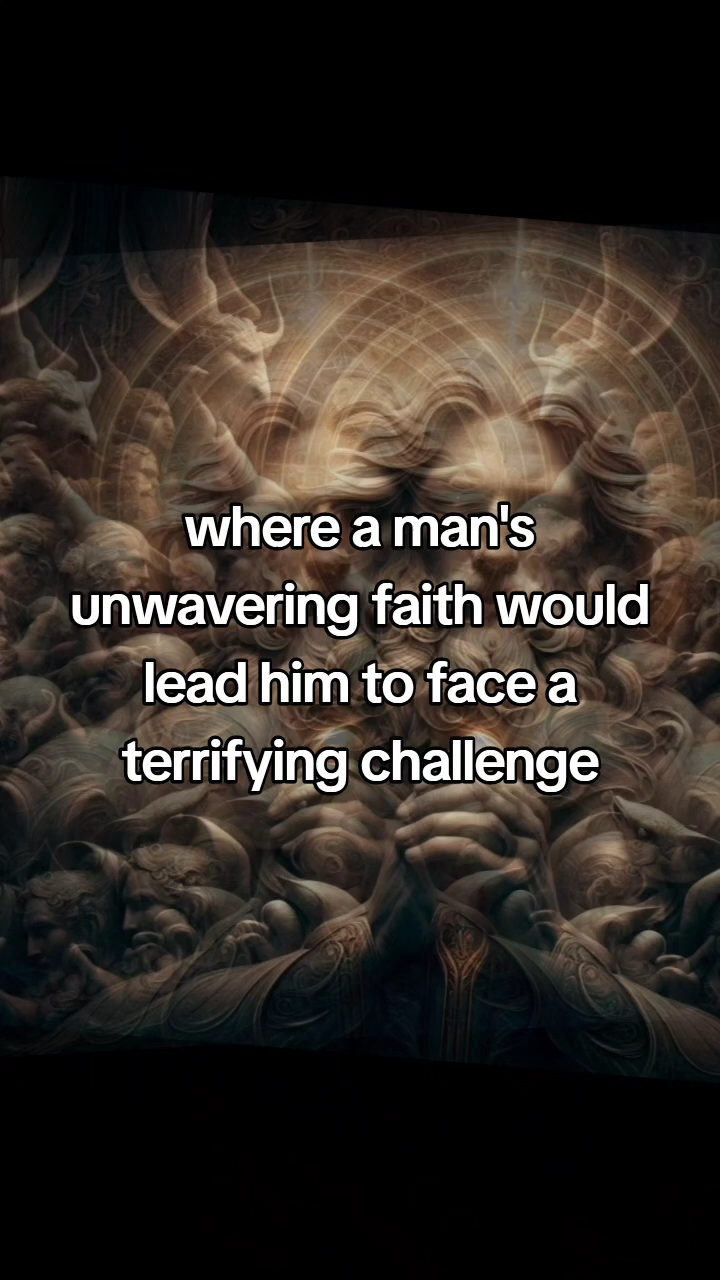 where a man's
unwavering faith would
lead him to face a
terrifying challenge